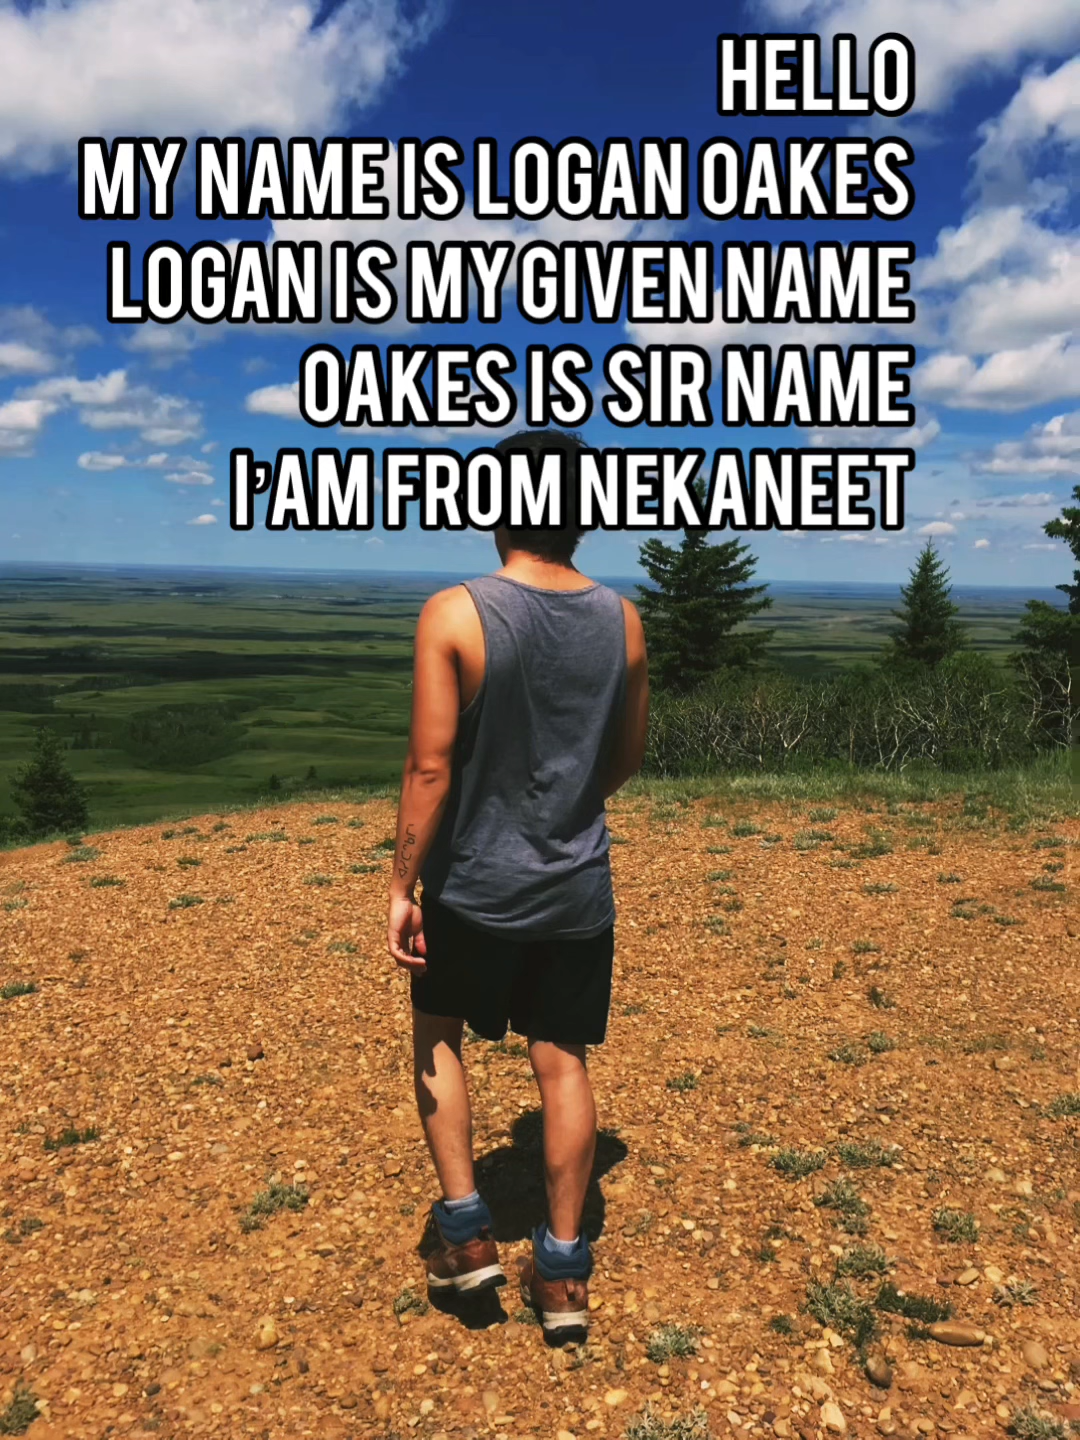 HELLO
MY NAME IS LOGAN OAKES
LOGAN IS MY GIVEN NAME
OAKES IS SIR NAME
I'AM FROM NEKANEET